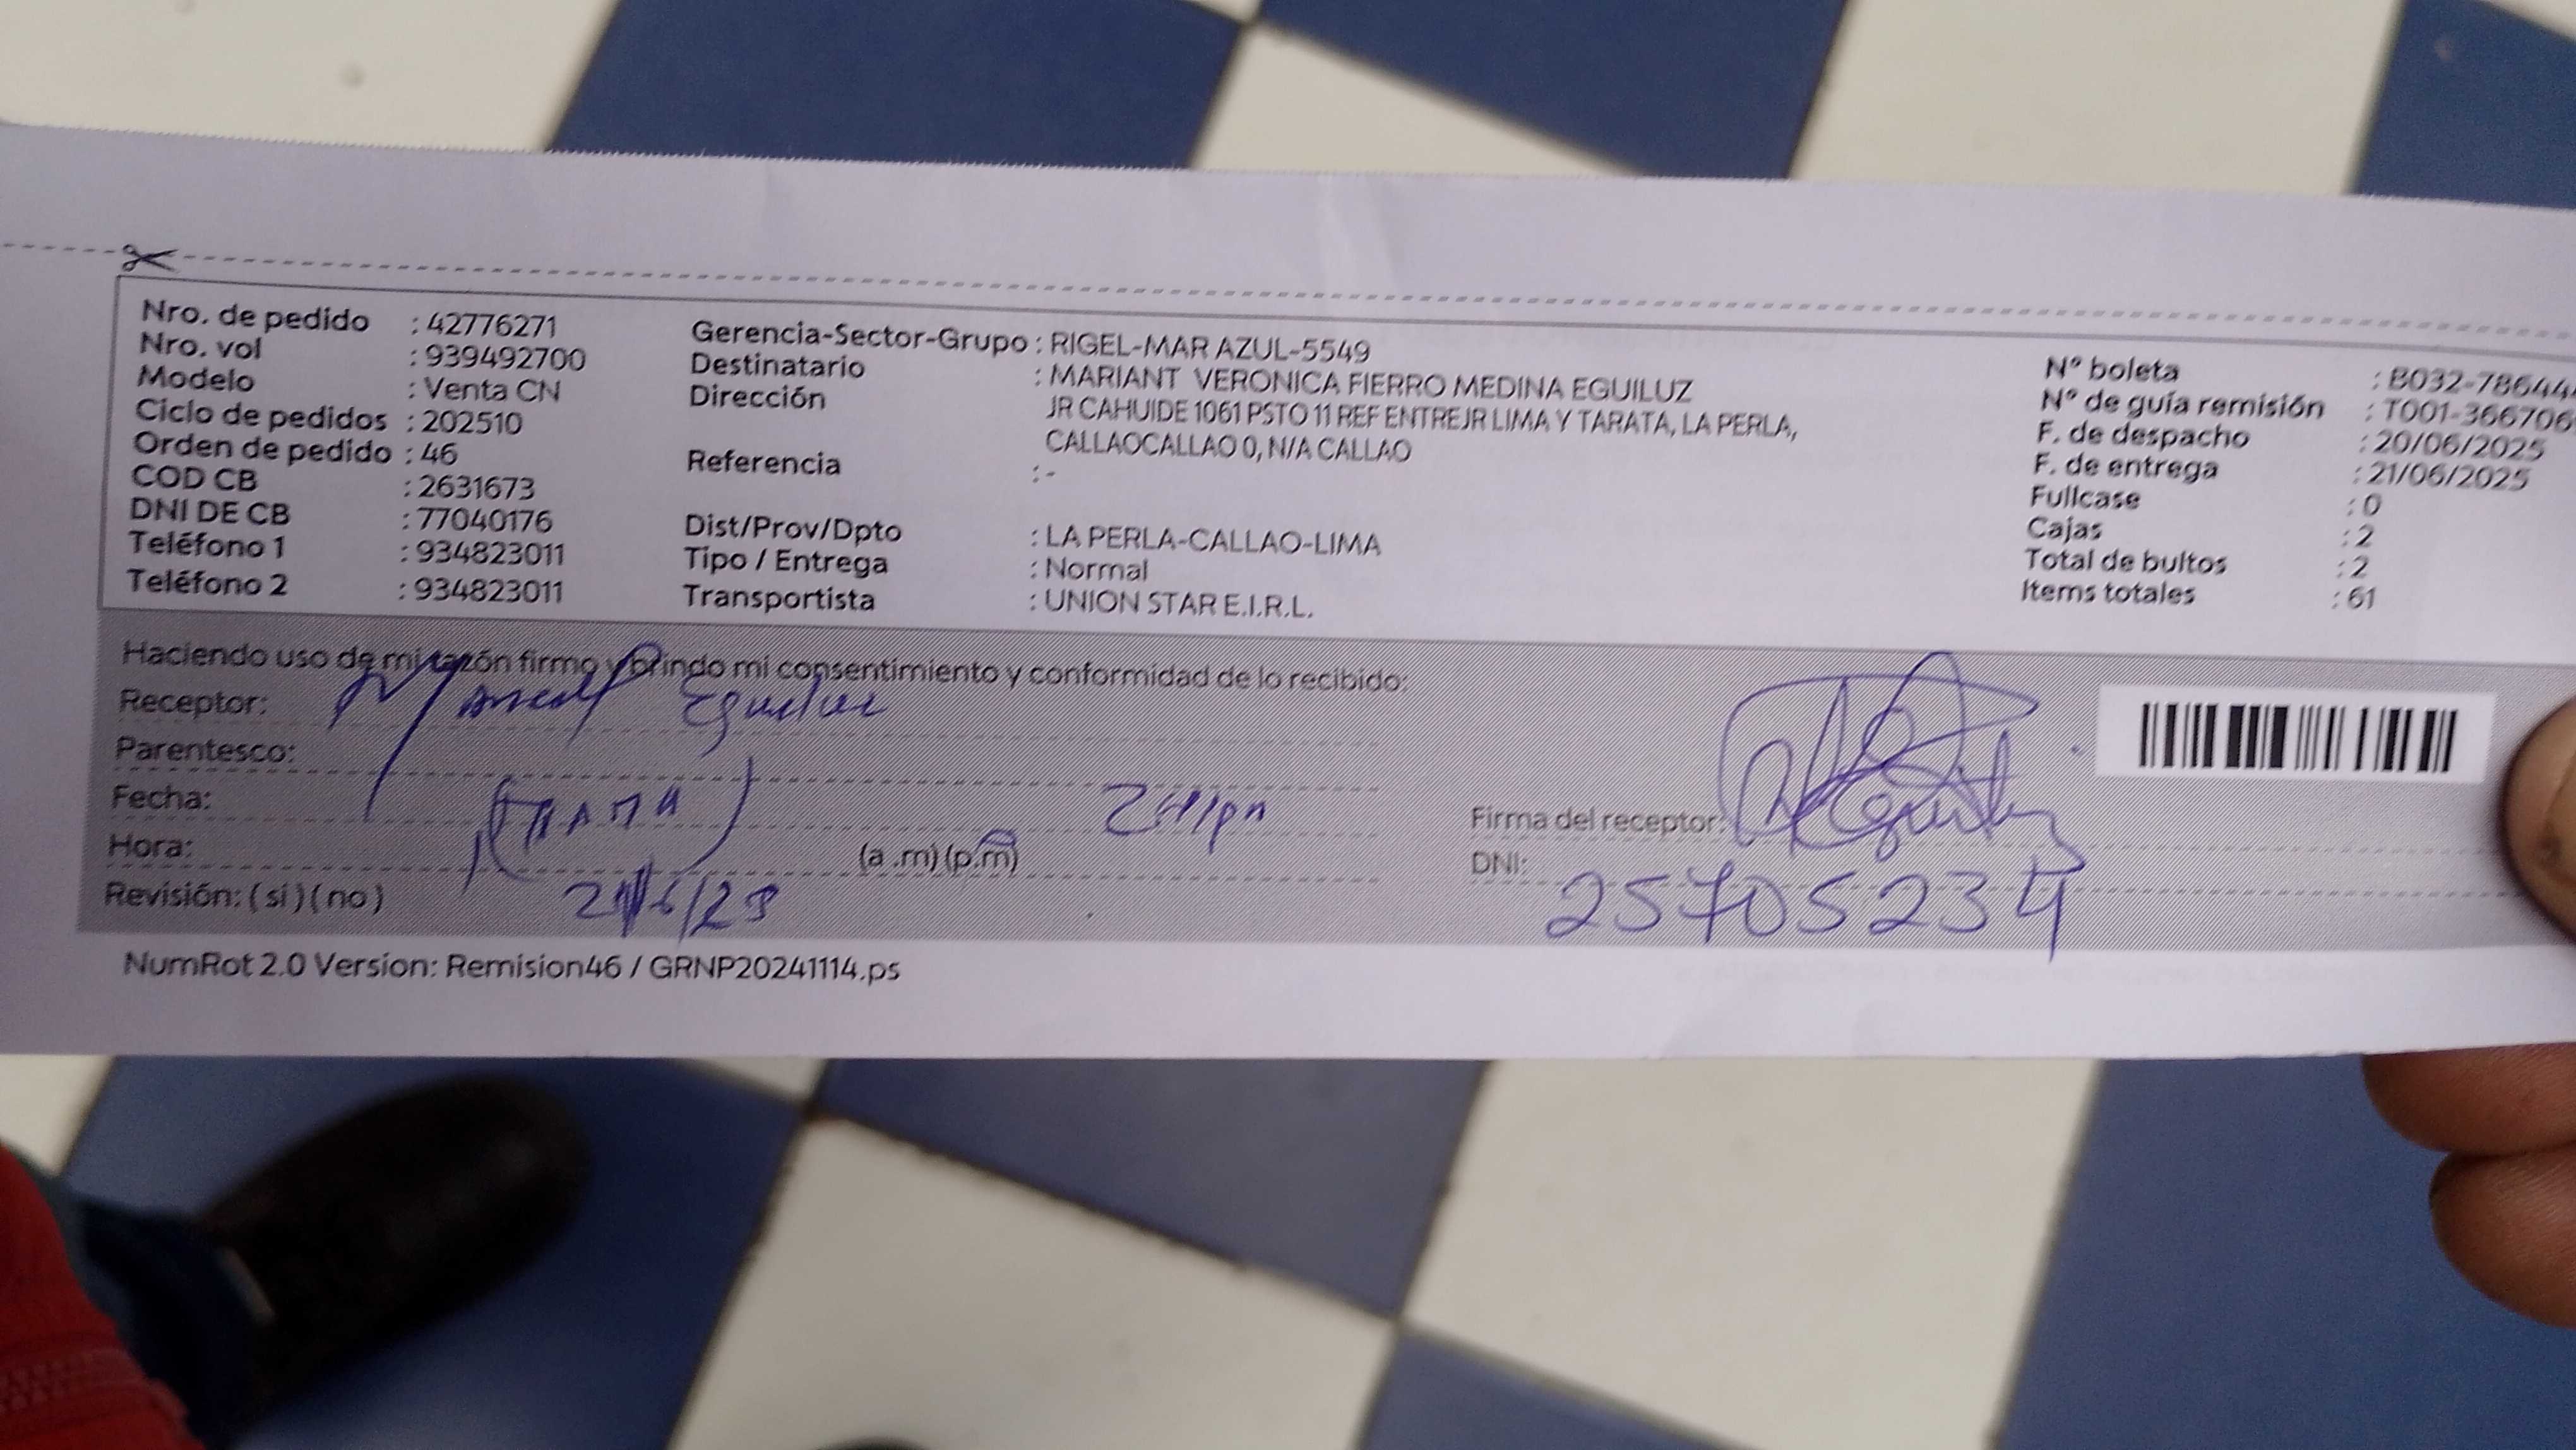 Nro. de pedido : 42776271
Nro. vol : 939492700
Modelo : Venta CN
Ciclo de pedidos : 202510
Orden de pedido : 46
COD CB : 2631673
DNI DE CB : 77040176
Teléfono 1 : 934823011
Teléfono 2 : 934823011
Gerencia-Sector-Grupo : RIGEL-MAR AZUL-5549
Destinatario : MARIANT VERONICA FIERRO MEDINA EGUILUZ
Dirección JR CAHUIDE 1061 PSTO 11 REF ENTREJR LIMA Y TARATA, LA PERLA,
CALLAOCALLAO 0, N/A CALLAO
Referencia : -
Dist/Prov/Dpto : LA PERLA-CALLAO-LIMA
Tipo / Entrega : Normal
Transportista : UNION STAR E.I.R.L.
N° boleta : B032-78644
N° de guía remisión : T001-366706
F. de despacho : 20/06/2025
F. de entrega : 21/06/2025
Fullcase : 0
Cajas : 2
Total de bultos : 2
Items totales : 61
Haciendo uso de mi razón firmo y brindo mi consentimiento y conformidad de lo recibido:
Receptor:
Parentesco:
Fecha: (MAMA)
Hora: (a .m) (p.m)
Revisión: ( si ) ( no )
Firma del receptor:
DNI: 25705234
NumRot 2.0 Version: Remision46 / GRNP20241114.ps